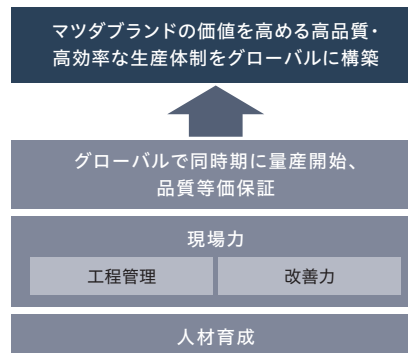 マツダブランドの価値を高める高品質・
高効率な生産体制をグローバルに構築
グローバルで同時期に量産開始、
品質等価保証
現場力
工程管理
改善力
人材育成